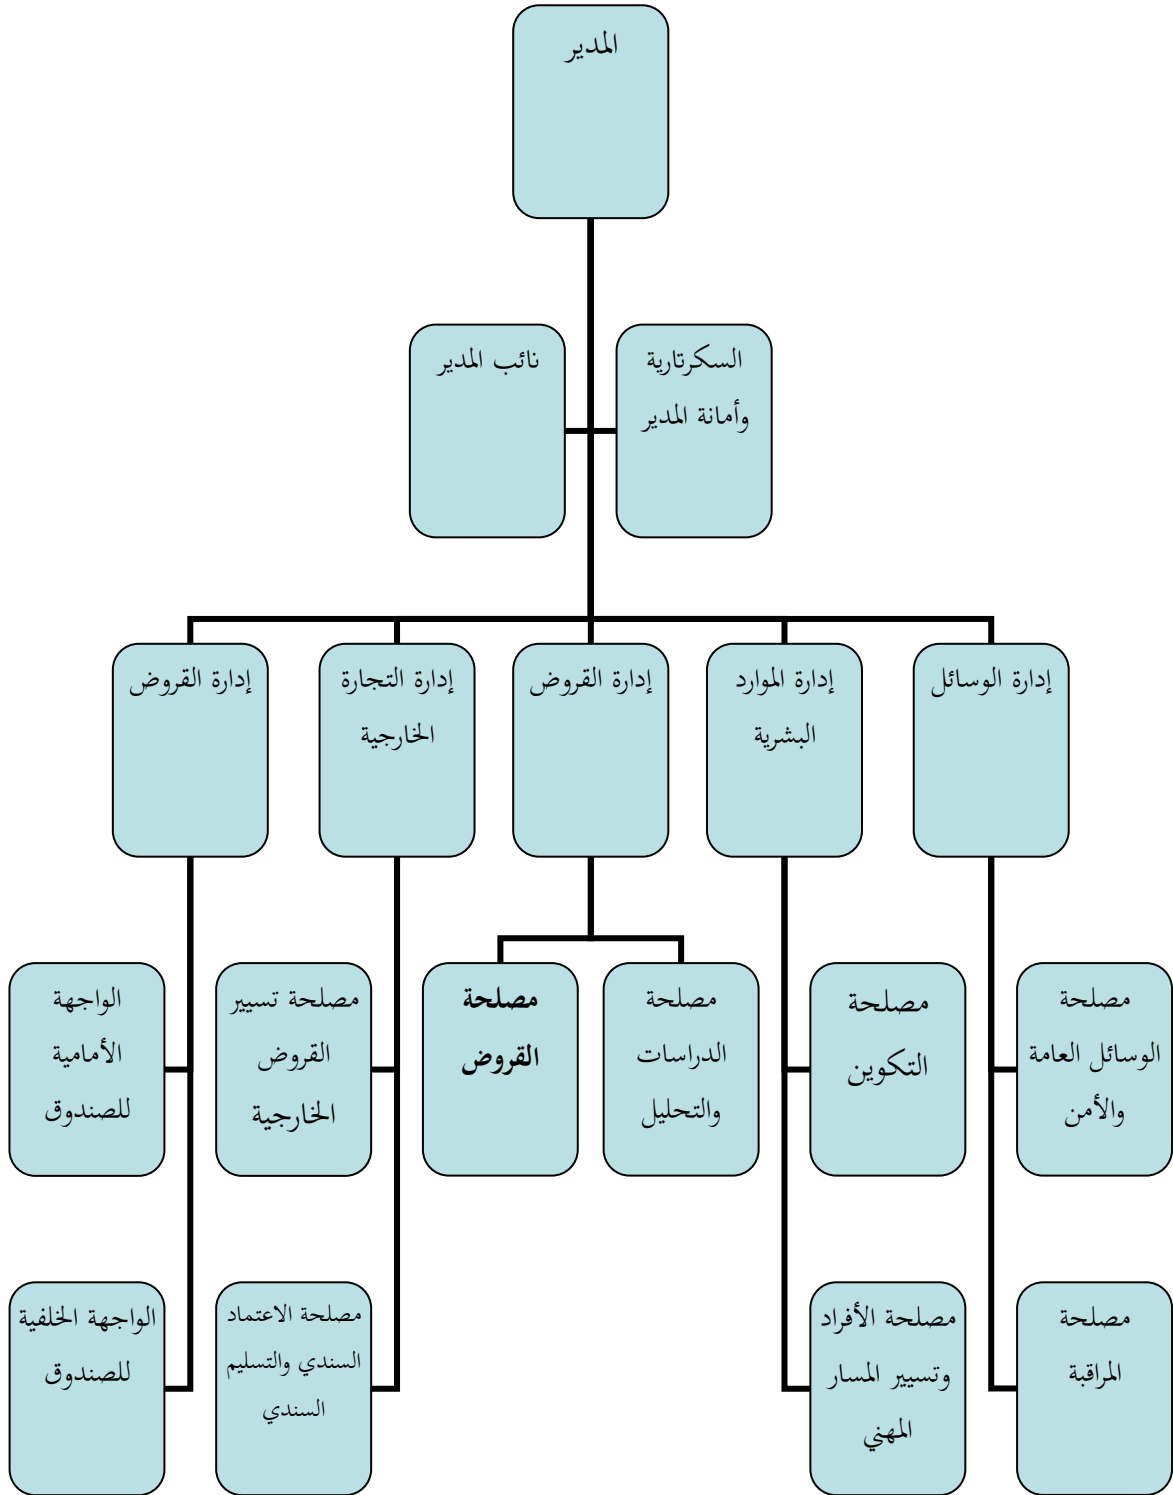 المدير
السكرتارية
وأمانة المدير
نائب المدير
إدارة الوسائل
إدارة الموارد
البشرية
إدارة القروض
إدارة التجارة
الخارجية
إدارة القروض
مصلحة
الوسائل العامة
والأمن
مصلحة
التكوين
مصلحة
الدراسات
والتحليل
مصلحة
القروض
مصلحة تسيير
القروض
الخارجية
الواجهة
الأمامية
للصندوق
مصلحة
المراقبة
مصلحة الأفراد
وتسيير المسار
المهني
مصلحة الاعتماد
السندي والتسليم
السندي
الواجهة الخلفية
للصندوق